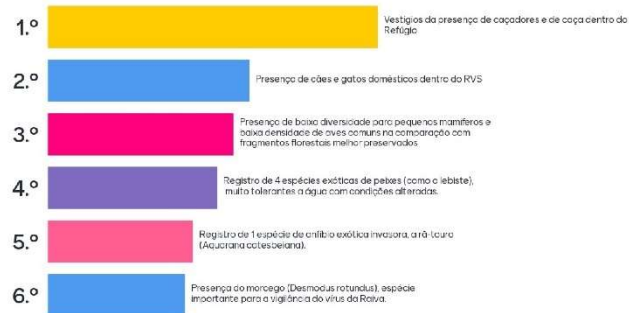 1.º
Vestígios da presença de caçadores e de caça dentro do
Refúgio
2.º
Presença de cães e gatos domésticos dentro do RVS
3.º
Presença de baixa diversidade para pequenos mamíferos e
baixa densidade de aves comuns na comparação com
fragmentos florestais melhor preservados
4.º
Registro de 4 espécies exóticas de peixes (como o lebiste),
muito tolerantes a água com condições alteradas.
5.º
Registro de 1 espécie de anfíbio exótica invasora, a rã-touro
(Aquarana catesbeiana).
6.º
Presença do morcego (Desmodus rotundus), espécie
importante para a vigilância do vírus da Raiva.